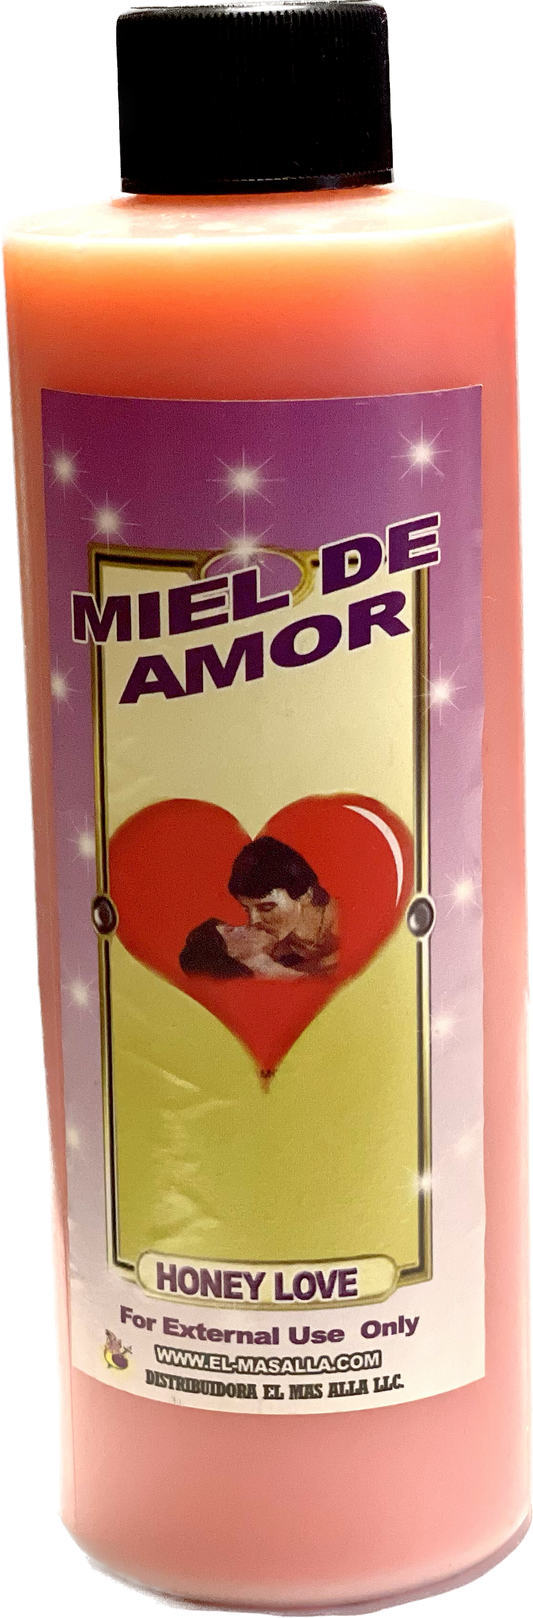 MIEL DE
AMOR
HONEY LOVE
For External Use Only
WWW.EL-MASALLA.COM
DISTRIBUIDORA EL MAS ALLA LLC.